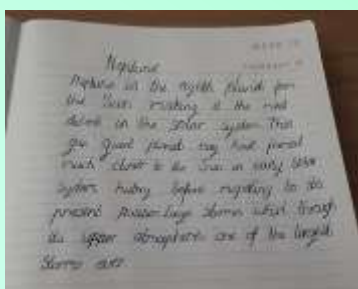 Neptune
Neptune is the eighth planet from
the Sun making it the most
distant in the solar system. This
gas giant planet may have formed
much closer to the Sun in early solar
system history before migrating to its
present position. Large storms whirl through
its upper atmosphere one of the largest
storms ever